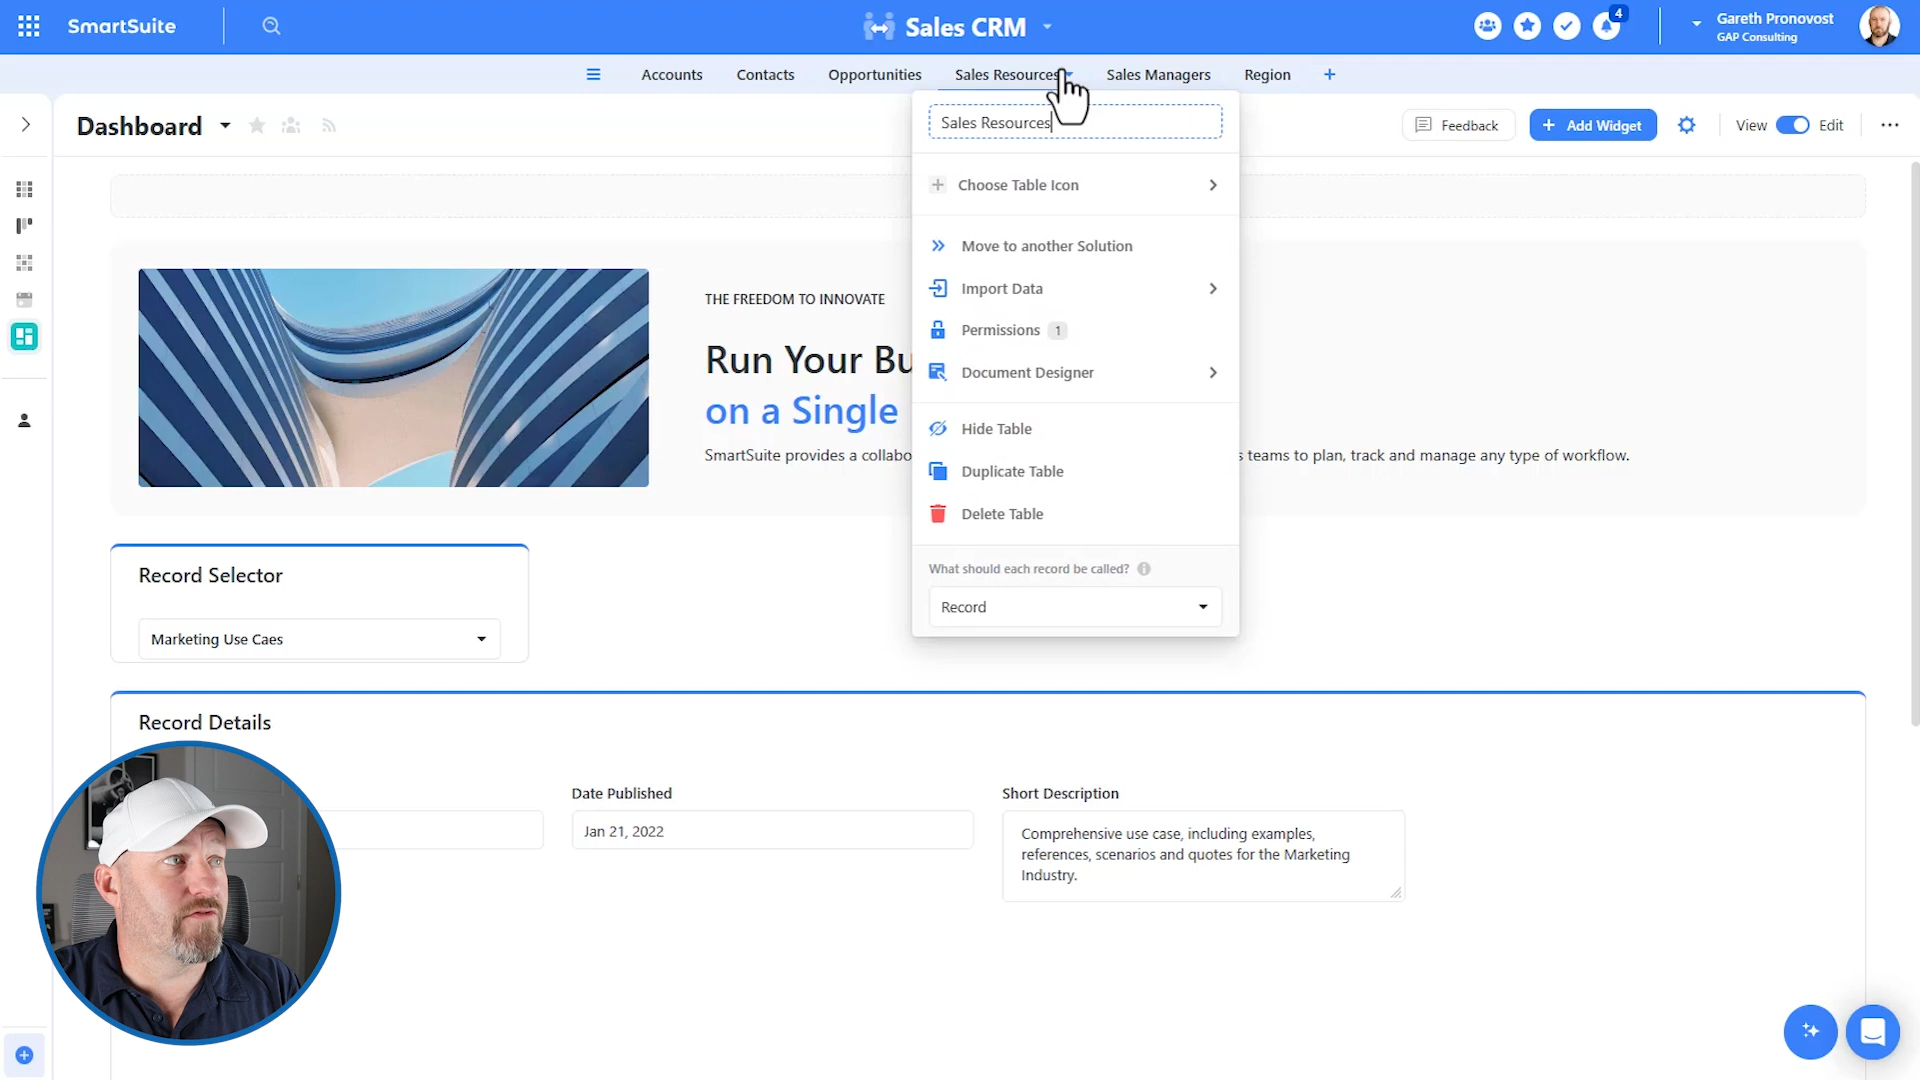 SmartSuite
Sales CRM
4
Gareth Pronovost
GAP Consulting
Accounts
Contacts
Opportunities
Sales Resources
Sales Managers
Region
Dashboard
Feedback
Add Widget
View
Edit
Sales Resources
Choose Table Icon
Move to another Solution
Import Data
Permissions 1
Document Designer
Hide Table
Duplicate Table
Delete Table
What should each record be called?
Record
THE FREEDOM TO INNOVATE
Run Your Bu
on a Single
SmartSuite provides a collabo
s teams to plan, track and manage any type of workflow.
Record Selector
Marketing Use Caes
Record Details
Date Published
Jan 21, 2022
Short Description
Comprehensive use case, including examples,
references, scenarios and quotes for the Marketing
Industry.